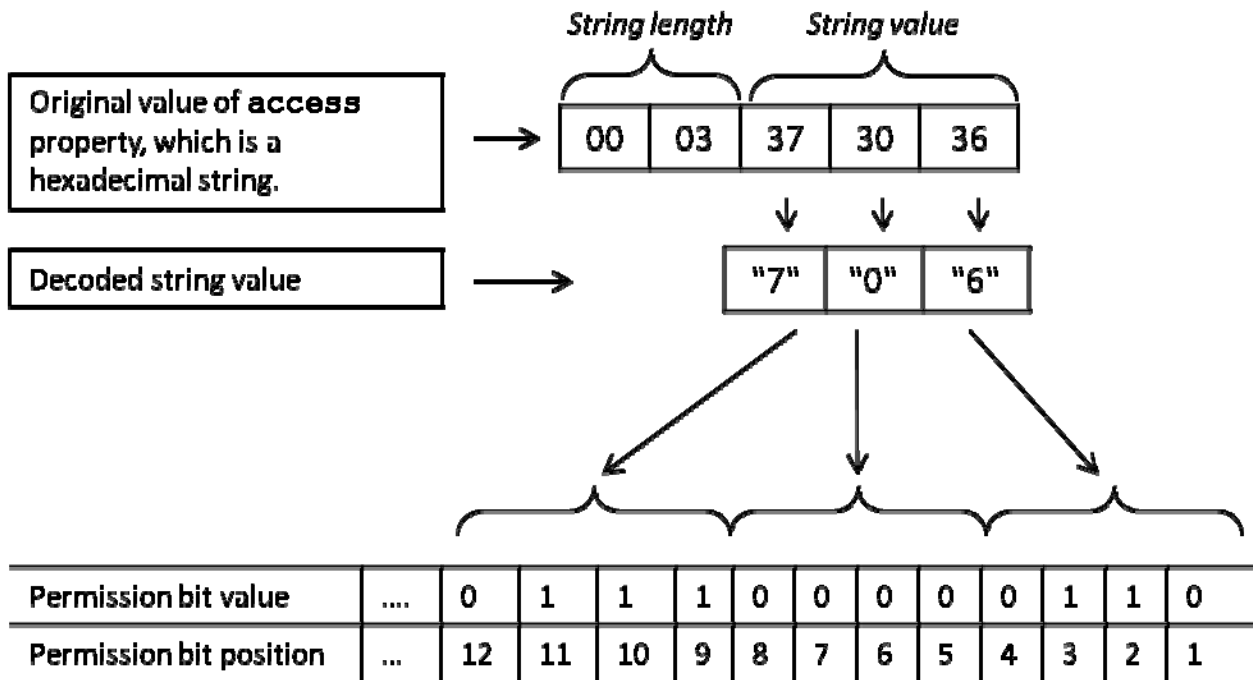 String length String value
Original value of access
property, which is a
hexadecimal string.
00 03 37 30 36
Decoded string value
"7" "0" "6"
Permission bit value .... 0 1 1 1 0 0 0 0 0 1 1 0
Permission bit position ... 12 11 10 9 8 7 6 5 4 3 2 1